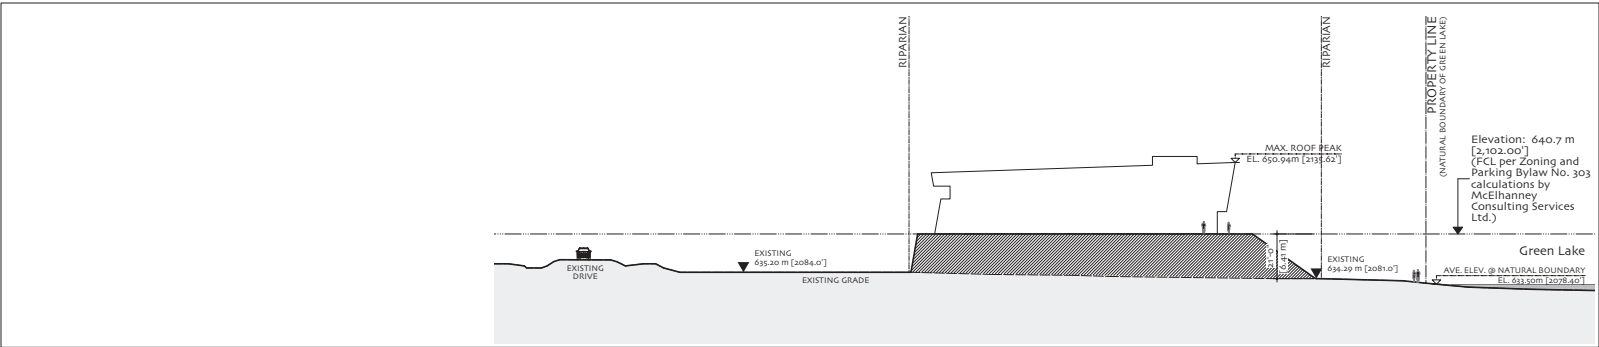 RIPARIAN
RIPARIAN
PROPERTY LINE
(NATURAL BOUNDARY OF GREEN LAKE)
MAX. ROOF PEAK
EL. 650.94m [2135.62']
Elevation: 640.7 m
[2,102.00']
(FCL per Zoning and
Parking Bylaw No. 303
calculations by
McElhanney
Consulting Services
Ltd.)
EXISTING
DRIVE
EXISTING
635.20 m [2084.0']
EXISTING GRADE
21'-0"
[6.41 m]
EXISTING
634.29 m [2081.0']
Green Lake
AVE. ELEV. @ NATURAL BOUNDARY
EL. 633.50m [2078.40']